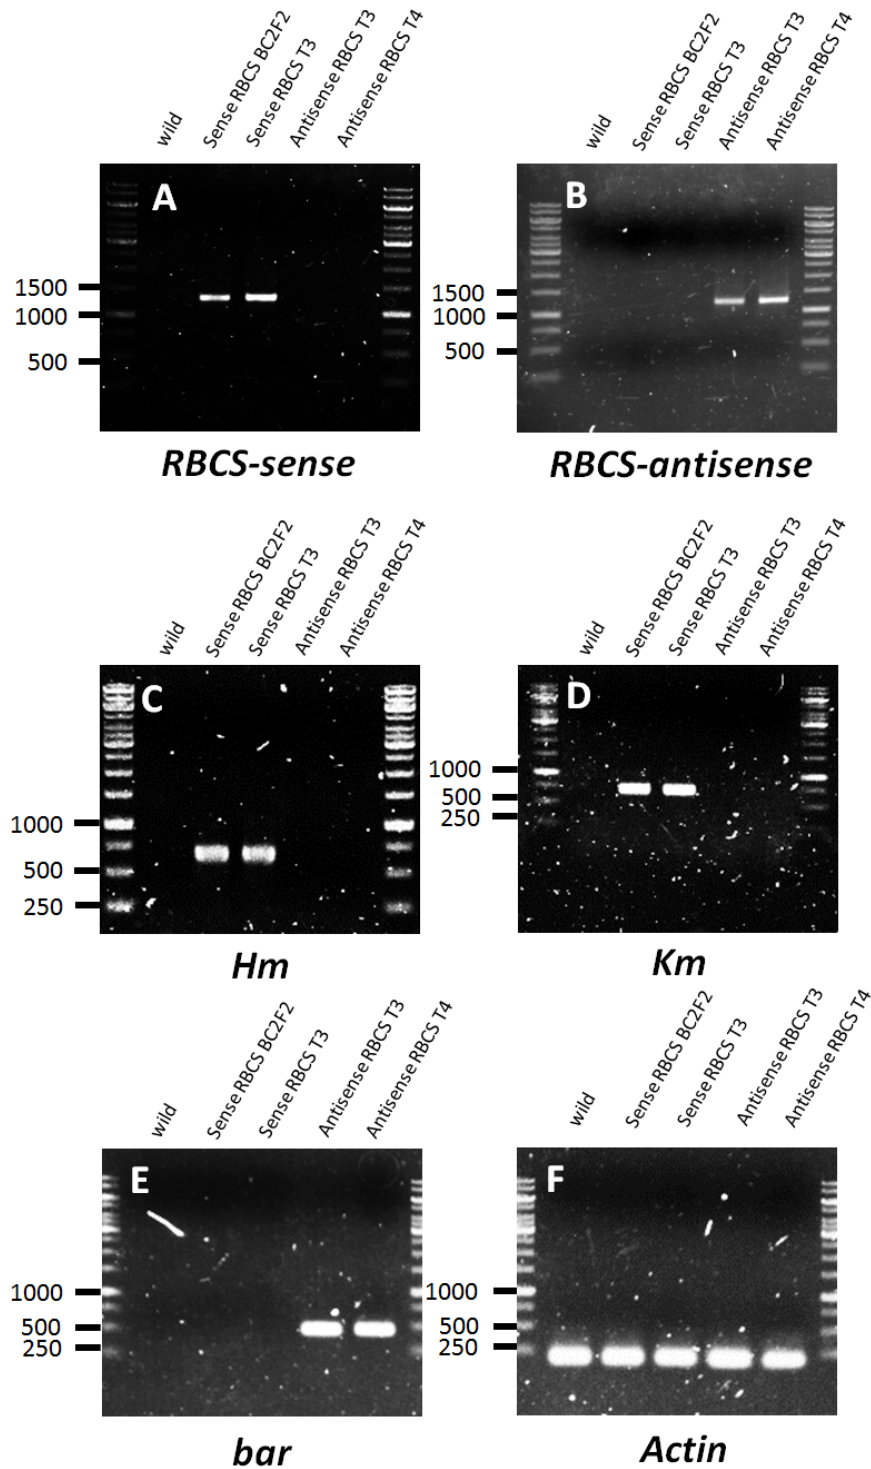 wild
Sense RBCS BC2F2
Sense RBCS T3
Antisense RBCS T3
Antisense RBCS T4
A
1500
1000
500
RBCS-sense
wild
Sense RBCS BC2F2
Sense RBCS T3
Antisense RBCS T3
Antisense RBCS T4
B
1500
1000
500
RBCS-antisense
wild
Sense RBCS BC2F2
Sense RBCS T3
Antisense RBCS T3
Antisense RBCS T4
C
1000
500
250
Hm
wild
Sense RBCS BC2F2
Sense RBCS T3
Antisense RBCS T3
Antisense RBCS T4
D
1000
500
250
Km
wild
Sense RBCS BC2F2
Sense RBCS T3
Antisense RBCS T3
Antisense RBCS T4
E
1000
500
250
bar
wild
Sense RBCS BC2F2
Sense RBCS T3
Antisense RBCS T3
Antisense RBCS T4
F
1000
500
250
Actin